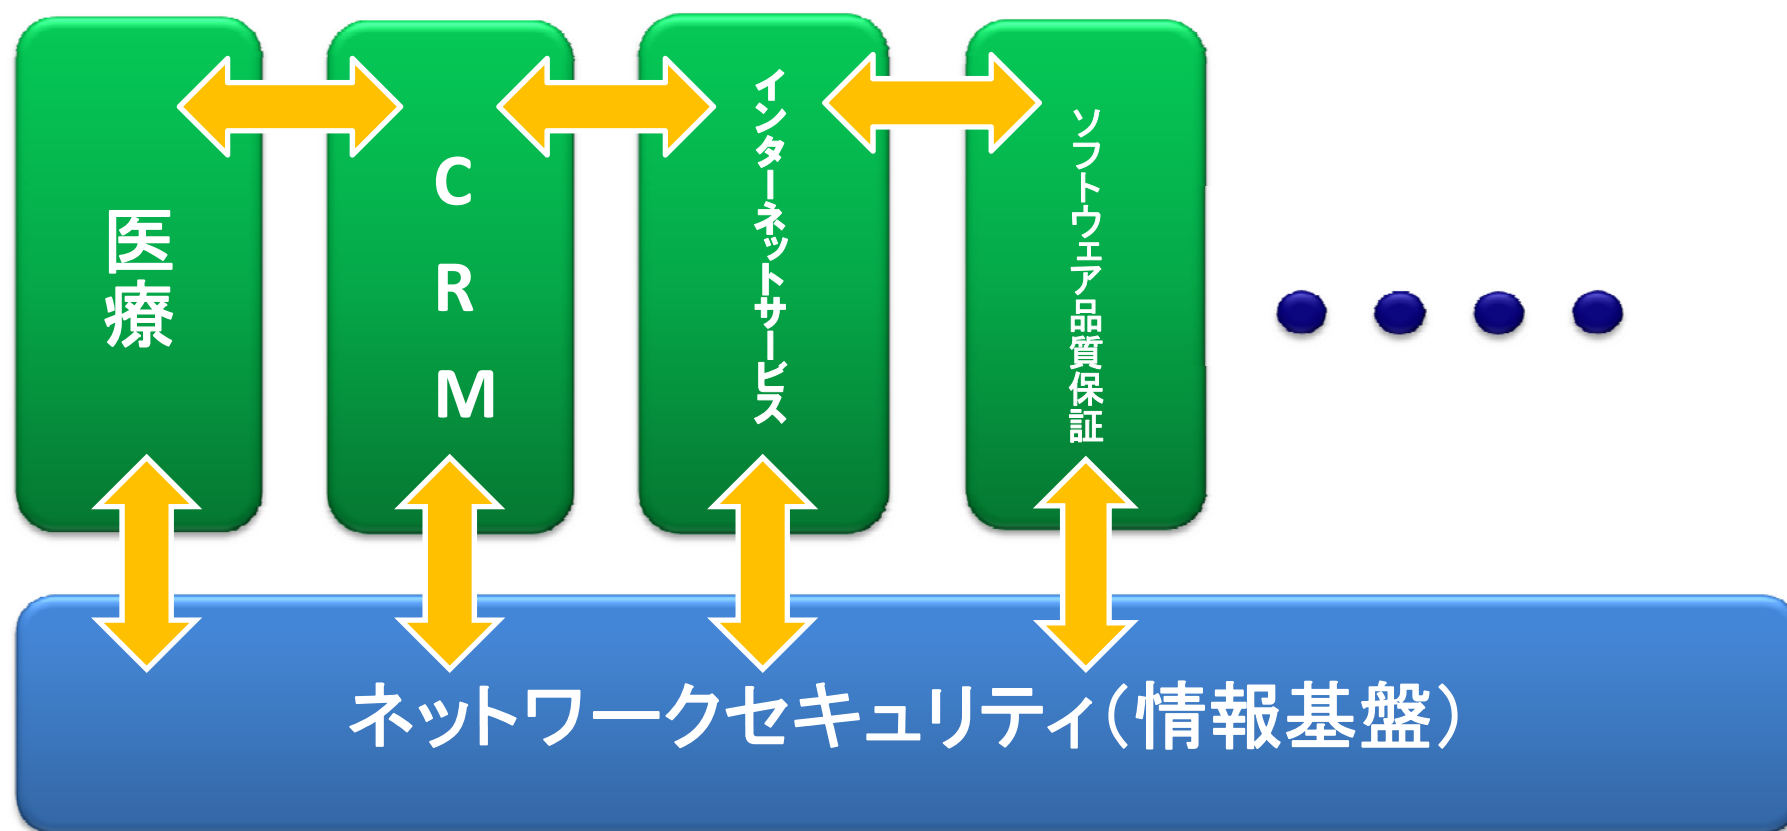 医療
CRM
インターネットサービス
ソフトウェア品質保証
ネットワークセキュリティ（情報基盤）